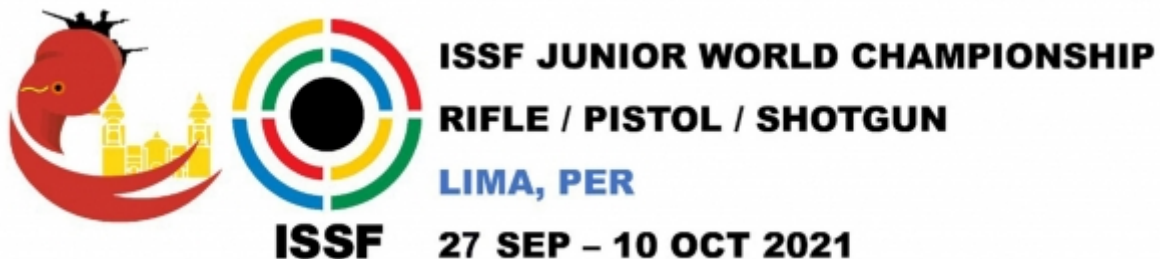 ISSF JUNIOR WORLD CHAMPIONSHIP
RIFLE / PISTOL / SHOTGUN
LIMA, PER
ISSF
27 SEP – 10 OCT 2021